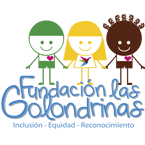 Fundación las
Golondrinas
Inclusión - Equidad - Reconocimiento